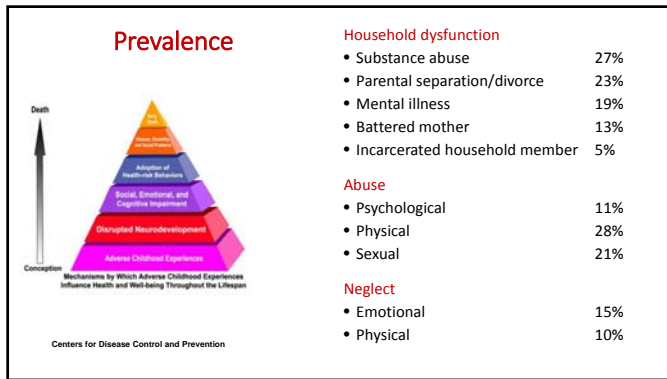 Prevalence
Death
Conception
Early
Death
Disease, Disability,
and Social Problems
Adoption of
Health-risk Behaviors
Social, Emotional, and
Cognitive Impairment
Disrupted Neurodevelopment
Adverse Childhood Experiences
Mechanisms by Which Adverse Childhood Experiences
Influence Health and Well-being Throughout the Lifespan
Centers for Disease Control and Prevention
Household dysfunction
• Substance abuse 27%
• Parental separation/divorce 23%
• Mental illness 19%
• Battered mother 13%
• Incarcerated household member 5%
Abuse
• Psychological 11%
• Physical 28%
• Sexual 21%
Neglect
• Emotional 15%
• Physical 10%